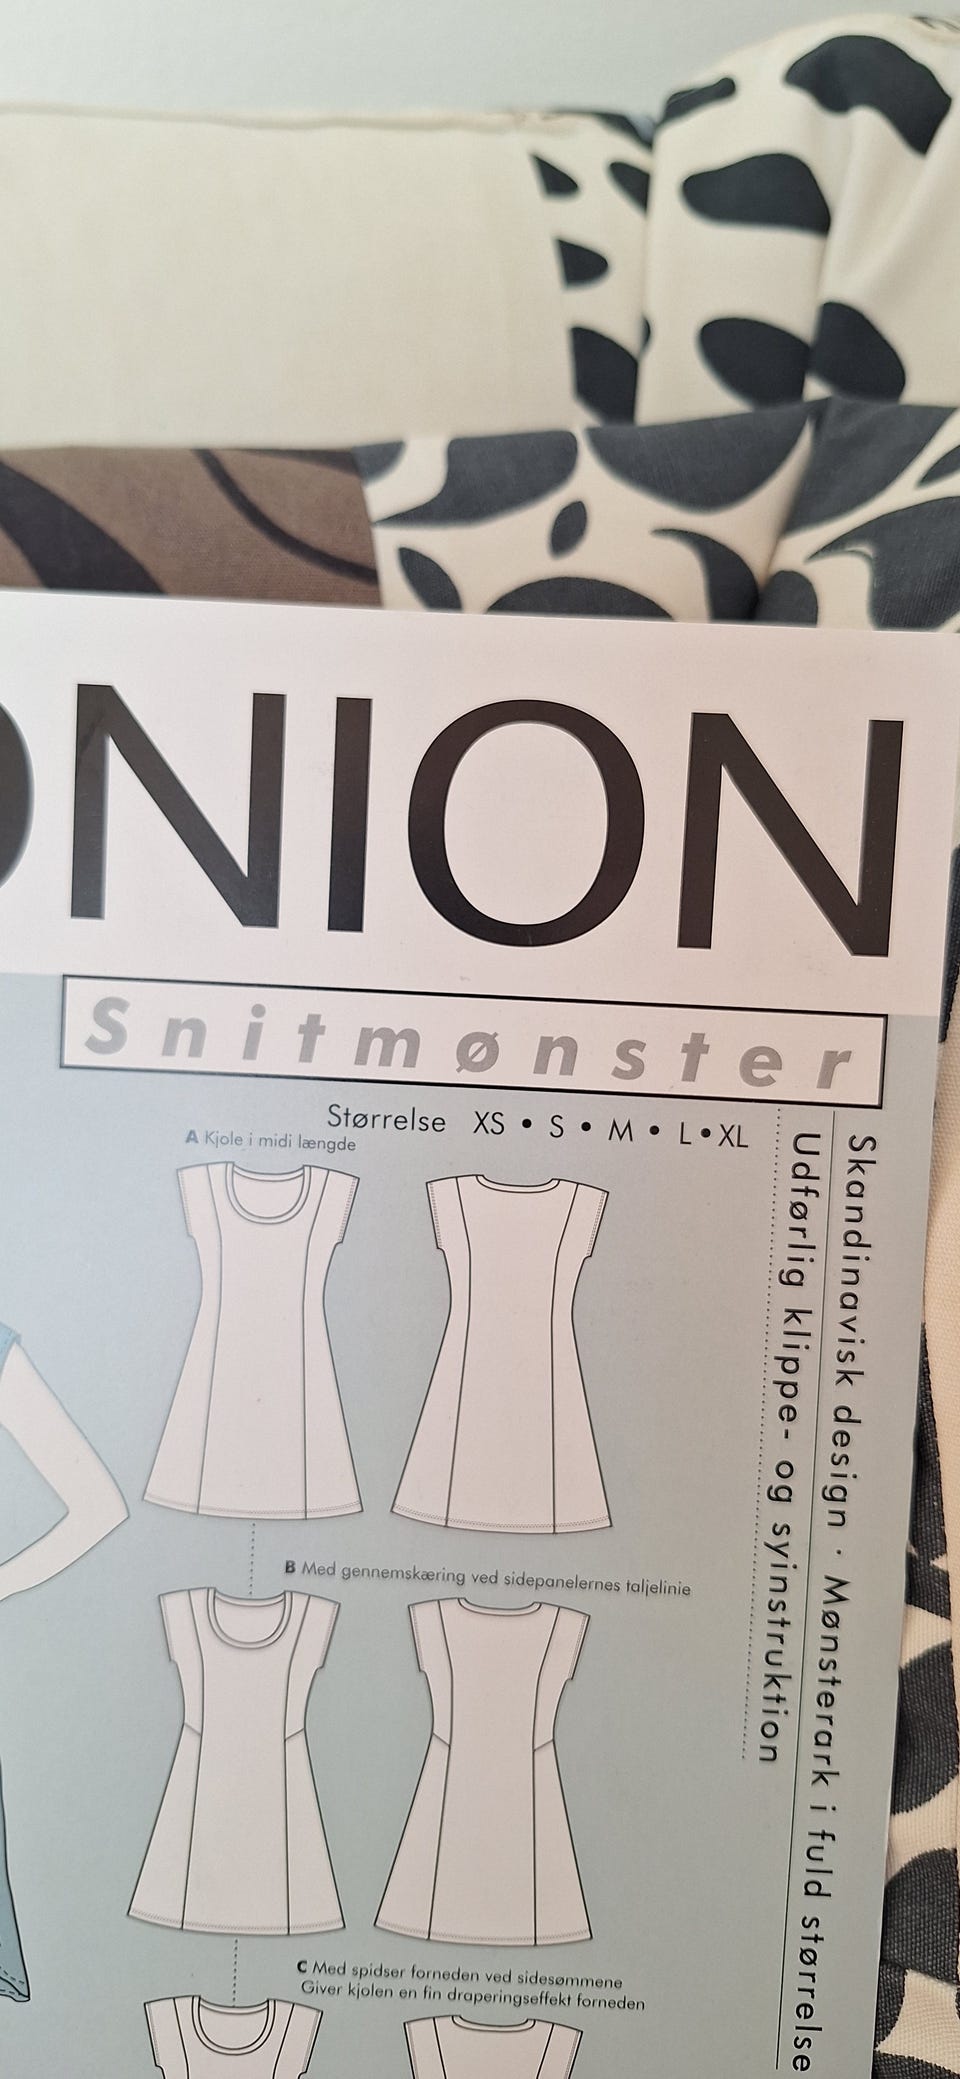 ONION
Snitmønster
Størrelse XS • S • M • L • XL
A Kjole i midi længde
B Med gennemskæring ved sidepanelernes taljelinie
C Med spidser forneden ved sidesømmene
Giver kjolen en fin draperingseffekt forneden
Skandinavisk design · Mønsterark i fuld størrelse
Udførlig klippe- og syinstruktion